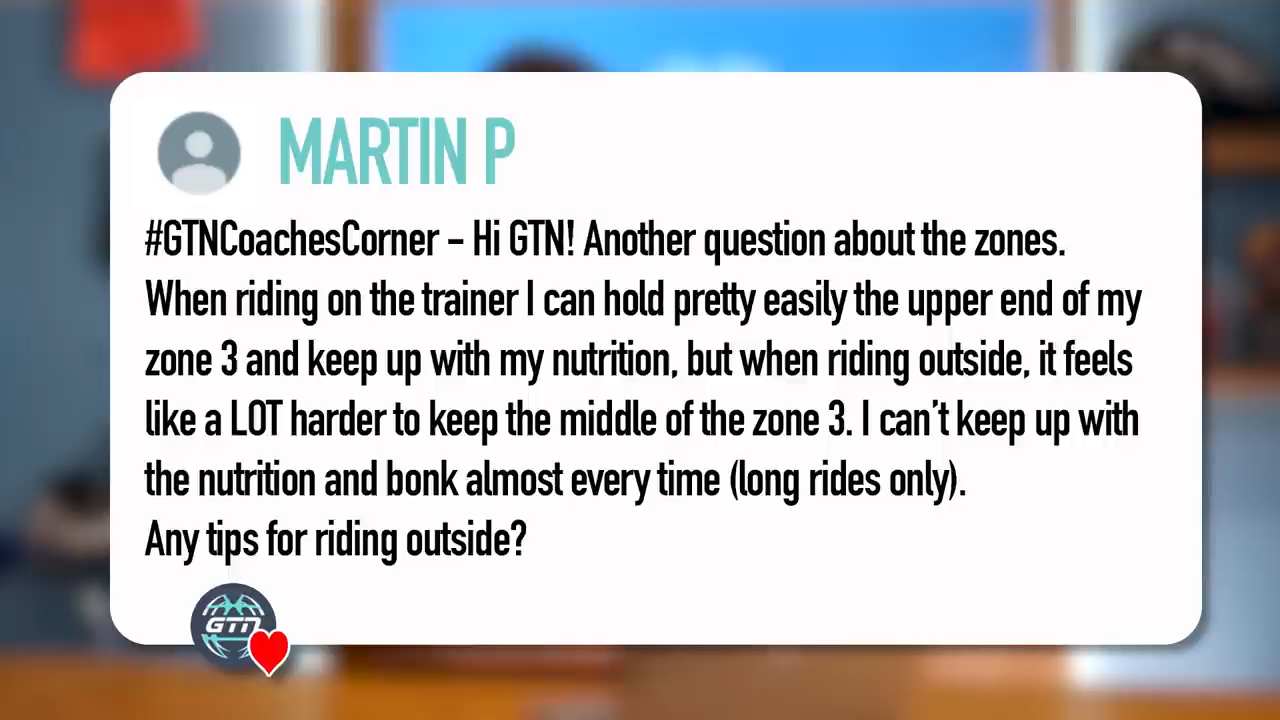 MARTIN P
#GTNCoachesCorner - Hi GTN! Another question about the zones.
When riding on the trainer I can hold pretty easily the upper end of my
zone 3 and keep up with my nutrition, but when riding outside, it feels
like a LOT harder to keep the middle of the zone 3. I can't keep up with
the nutrition and bonk almost every time (long rides only).
Any tips for riding outside?
GTN